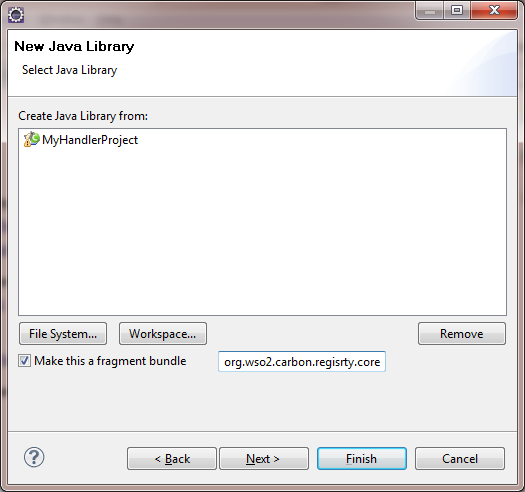 New Java Library
Select Java Library
Create Java Library from:
MyHandlerProject
File System...
Workspace...
Remove
Make this a fragment bundle
org.wso2.carbon.regisrty.core
?
< Back
Next >
Finish
Cancel